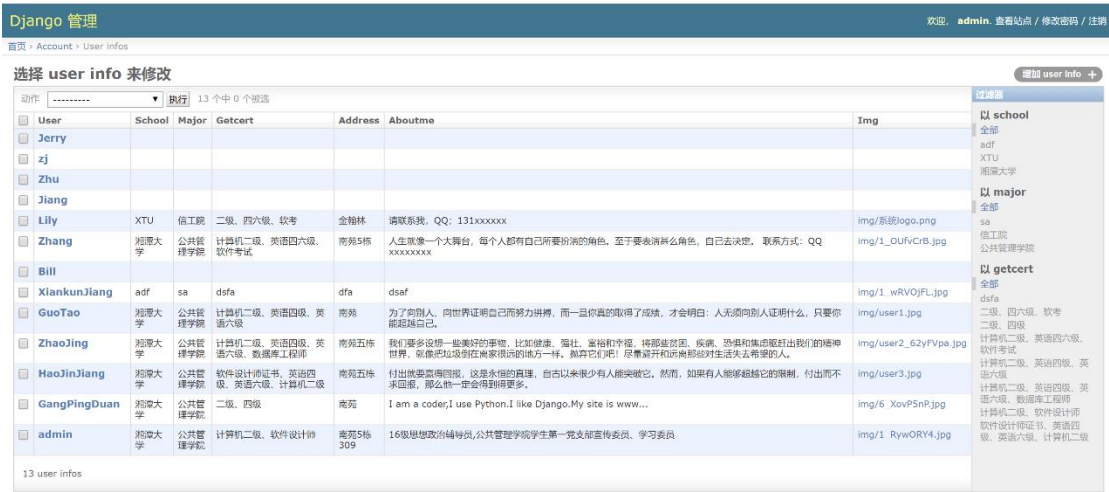 Django 管理
欢迎， admin. 查看站点 / 修改密码 / 注销
首页 › Account › User infos
选择 user info 来修改
增加 user info +
动作 --------- 执行 13 个中 0 个被选
User School Major Getcert Address Aboutme Img
Jerry
zj
Zhu
Jiang
Lily XTU 信工院 二级、四六级、软考 金翰林 请联系我，QQ；131xxxxxx img/系统logo.png
Zhang 湘潭大 公共管 计算机二级、英语四六级、 南苑5栋 人生就像一个大舞台，每个人都有自己所要扮演的角色。至于要表演甚么角色，自己去决定。 联系方式：QQ img/1_OUfvCrB.jpg
学 理学院 软件考试 xxxxxxxx
Bill
XiankunJiang adf sa dsfa dfa dsaf img/1_wRVOjFL.jpg
GuoTao 湘潭大 公共管 计算机二级、英语四级、英 南苑 为了向别人、向世界证明自己而努力拼搏，而一旦你真的取得了成绩，才会明白：人无须向别人证明什么，只要你 img/user1.jpg
学 理学院 语六级 能超越自己。
ZhaoJing 湘潭大 公共管 计算机二级、英语四级、英 南苑五栋 我们要多设想一些美好的事物，比如健康、强壮、富裕和幸福，将那些贫困、疾病、恐惧和焦虑驱赶出我们的精神 img/user2_62yFVpa.jpg
学 理学院 语六级、数据库工程师 世界，就像把垃圾倒在离家很远的地方一样。抛弃它们吧！尽量避开和远离那些对生活失去希望的人。
HaoJinJiang 湘潭大 公共管 软件设计师证书、英语四 南苑五栋 付出就要赢得回报，这是永恒的真理，自古以来很少有人能突破它。然而，如果有人能够超越它的限制，付出而不 img/user3.jpg
学 理学院 级、英语六级、计算机二级 求回报，那么他一定会得到得更多。
GangPingDuan 湘潭大 公共管 二级、四级 南苑 I am a coder,I use Python.I like Django.My site is www... img/6_XovP5nP.jpg
学 理学院
admin 湘潭大 公共管 计算机二级、软件设计师 南苑5栋 16级思想政治辅导员,公共管理学院学生第一党支部宣传委员、学习委员 img/1_RywORY4.jpg
学 理学院 309
13 user infos
过滤器
以 school
全部
adf
XTU
湘潭大学
以 major
全部
sa
信工院
公共管理学院
以 getcert
全部
dsfa
二级、四六级、软考
二级、四级
计算机二级、英语四六级、
软件考试
计算机二级、英语四级、英
语六级
计算机二级、英语四级、英
语六级、数据库工程师
计算机二级、软件设计师
软件设计师证书、英语四
级、英语六级、计算机二级